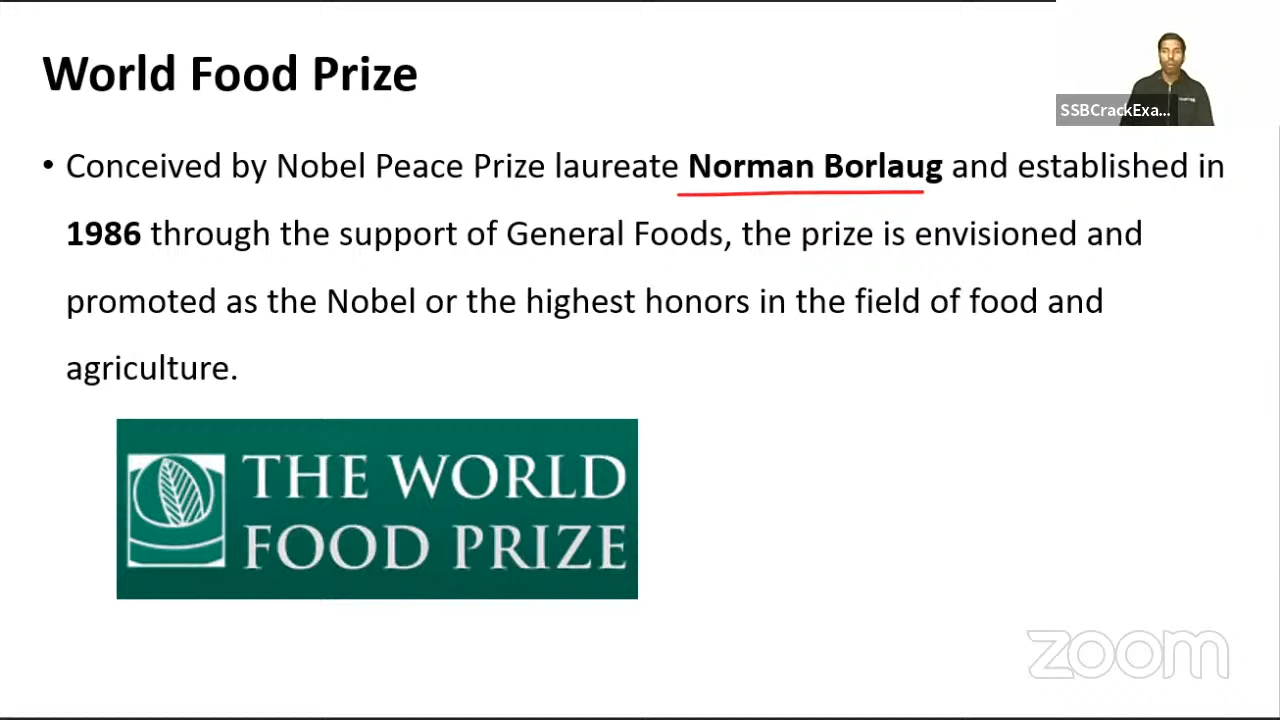 World Food Prize
SSBCrackExa...
• Conceived by Nobel Peace Prize laureate Norman Borlaug and established in
1986 through the support of General Foods, the prize is envisioned and
promoted as the Nobel or the highest honors in the field of food and
agriculture.
THE WORLD
FOOD PRIZE
zoom